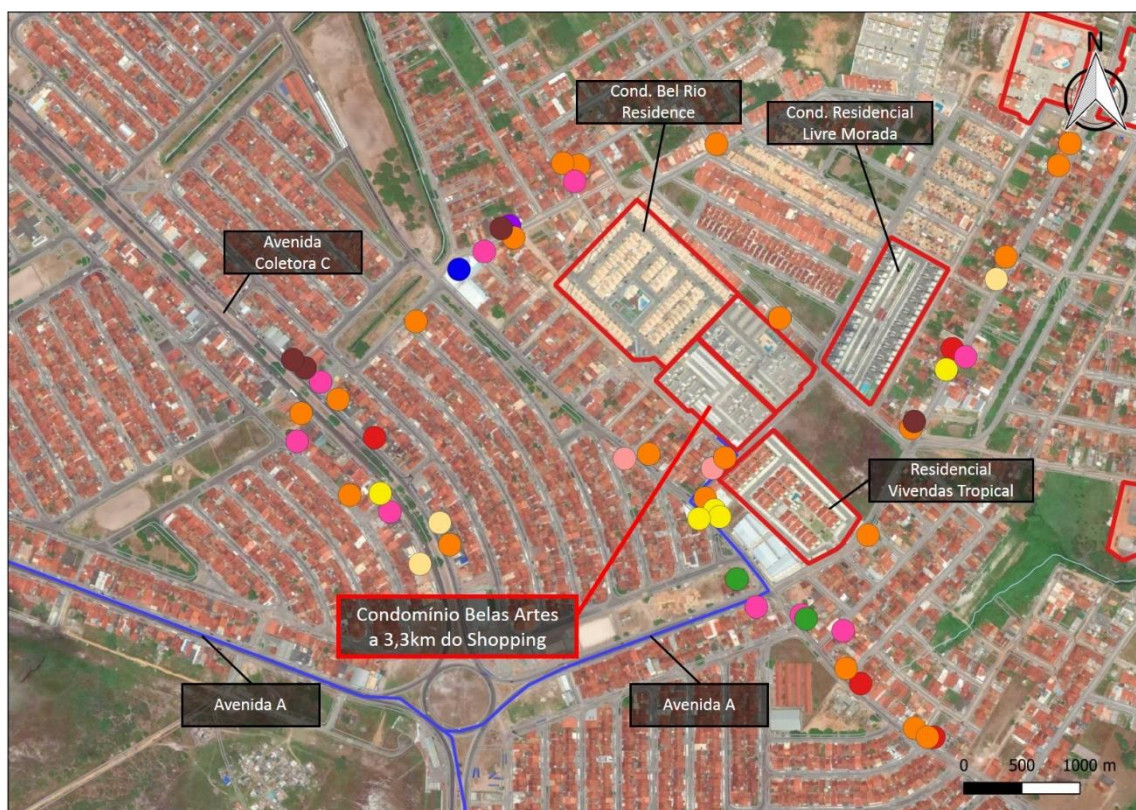 N
Cond. Bel Rio
Residence
Cond. Residencial
Livre Morada
Avenida
Coletora C
Residencial
Vivendas Tropical
Condomínio Belas Artes
a 3,3km do Shopping
Avenida A
Avenida A
0 500 1000 m